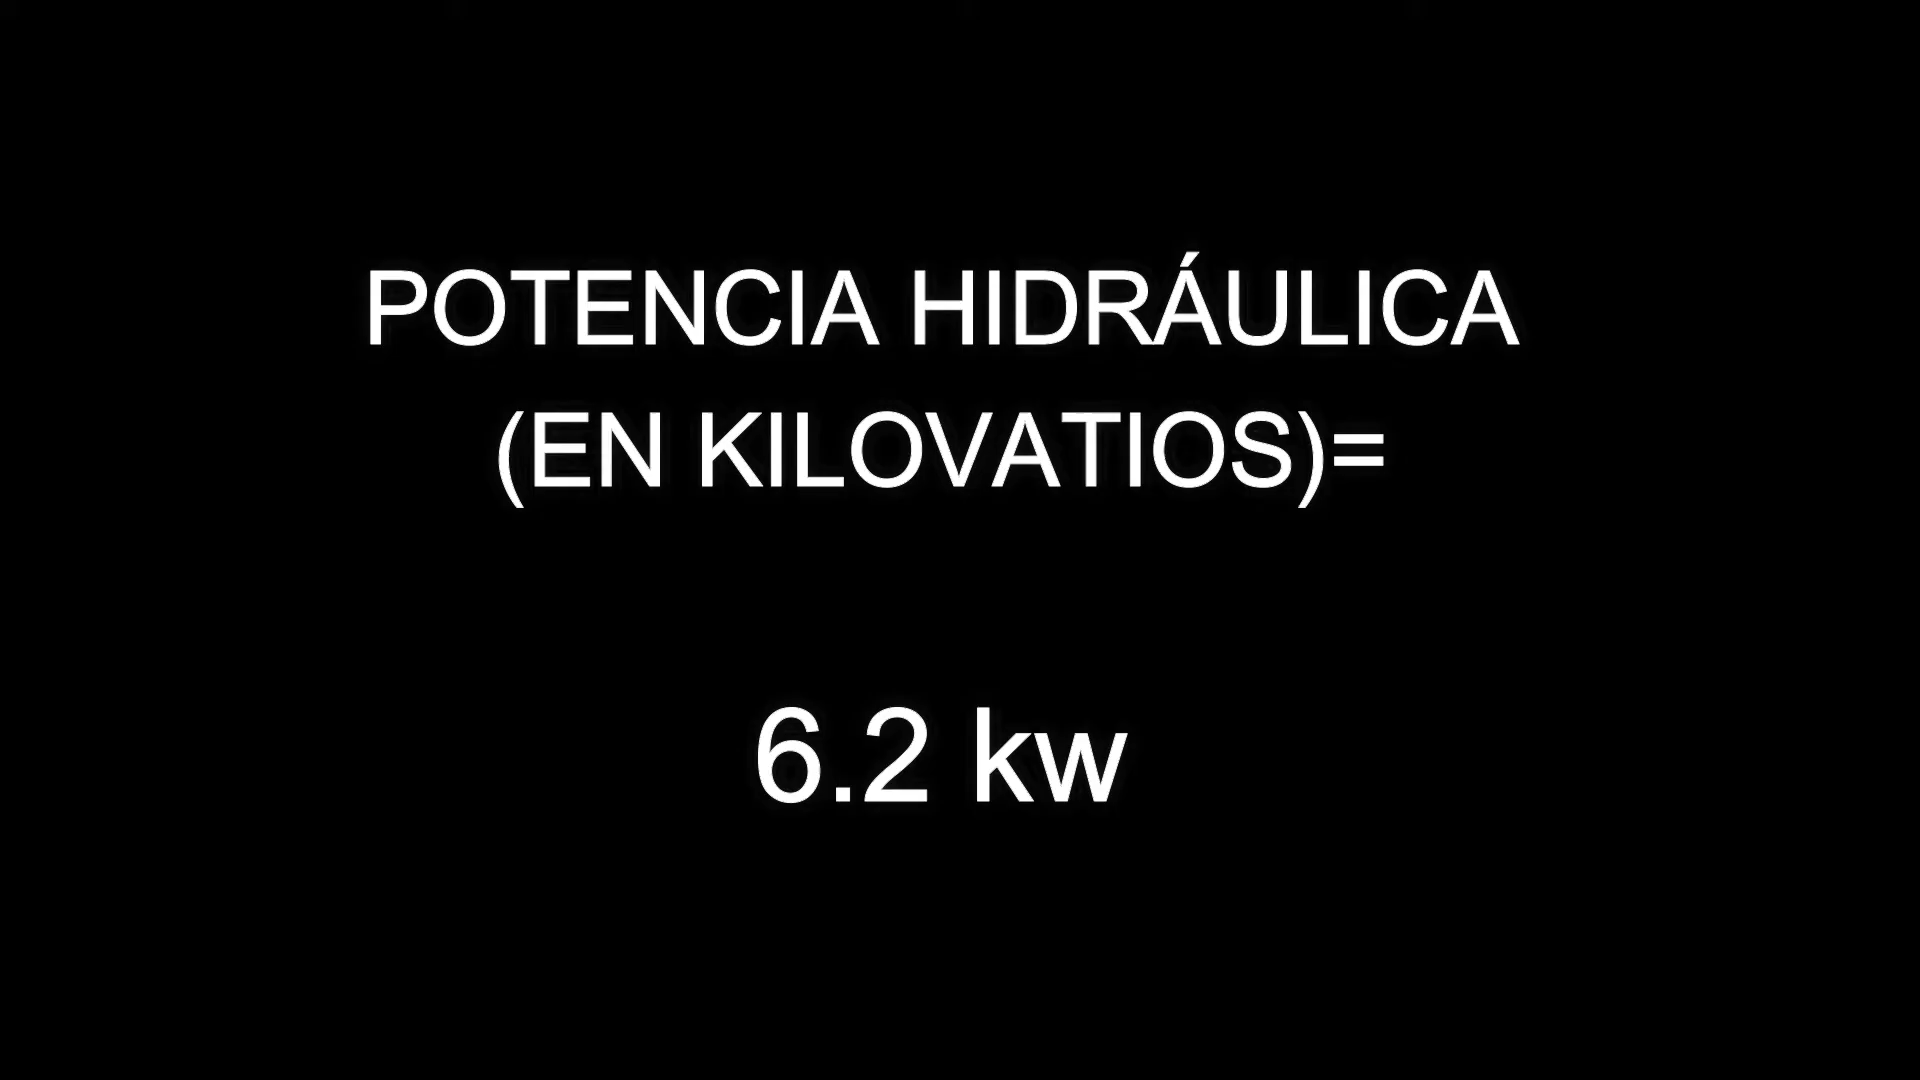 POTENCIA HIDRÁULICA
(EN KILOVATIOS)=
6.2 kw